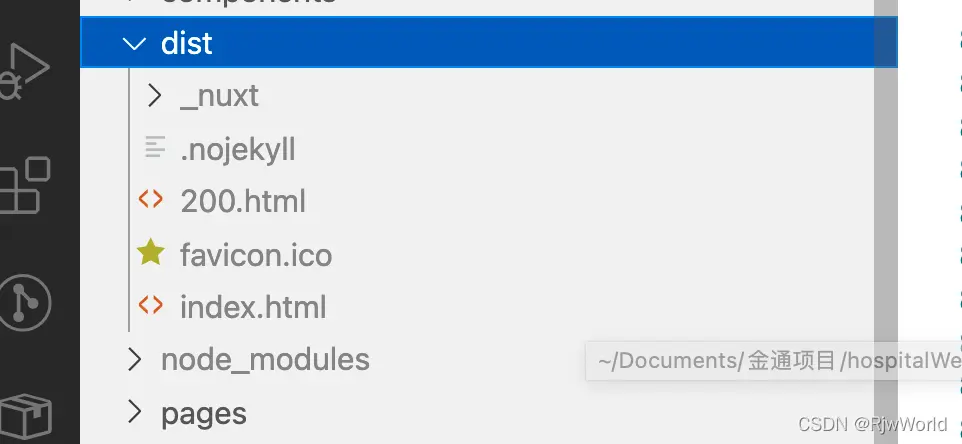 components
dist
_nuxt
.nojekyll
200.html
favicon.ico
index.html
node_modules
~/Documents/金通项目/hospitalWe
pages
CSDN @RjwWorld